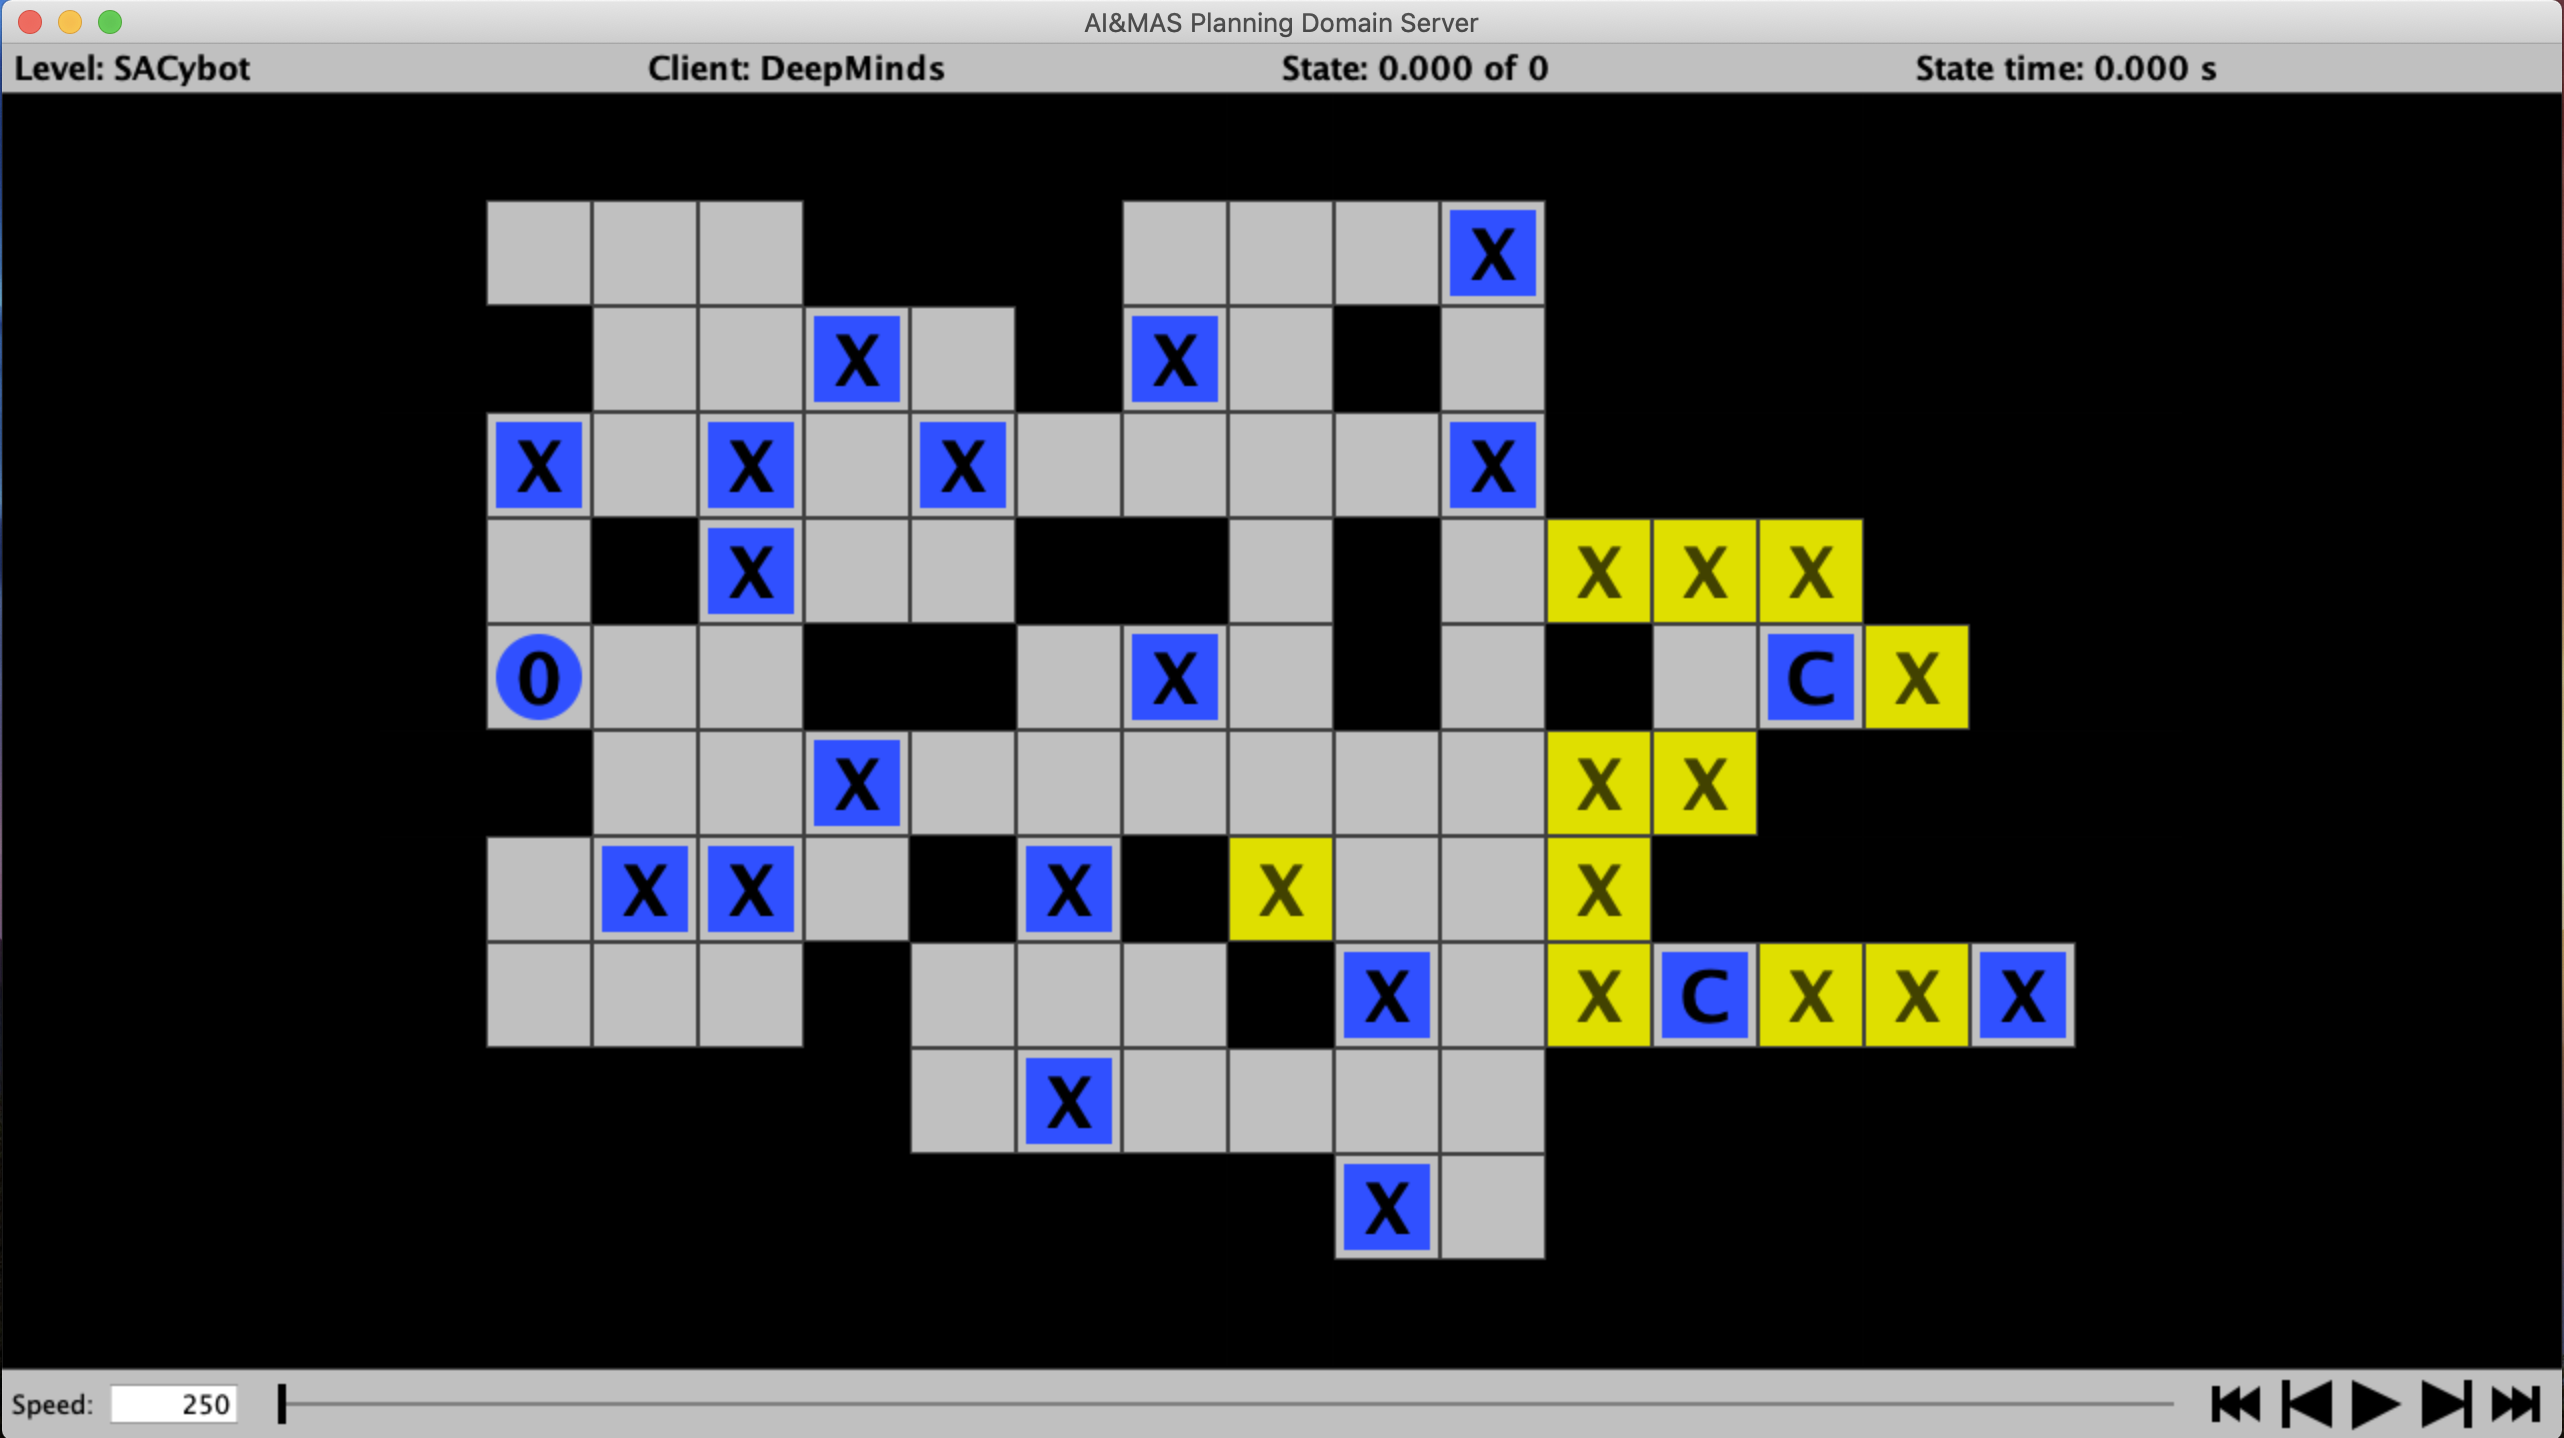 AI&MAS Planning Domain Server
Level: SACybot Client: DeepMinds State: 0.000 of 0 State time: 0.000 s
X
X X
X X X X
X X X X
0 X C X
X X X
X X X X X
X X C X X X
X
X
Speed: 250